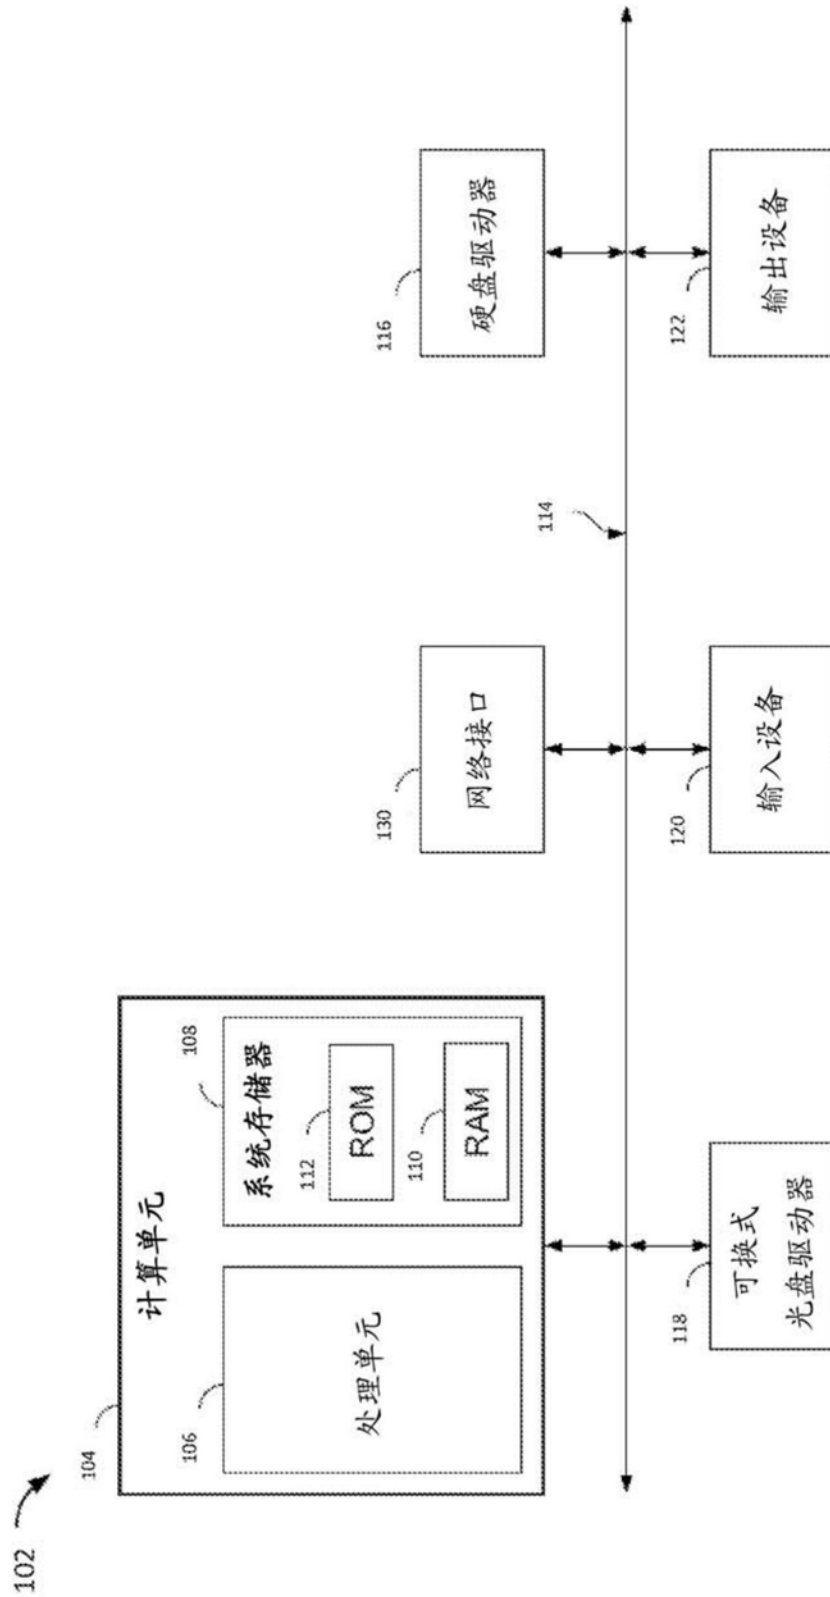 102
104
计算单元
106
处理单元
108
系统存储器
112
ROM
110
RAM
130
网络接口
116
硬盘驱动器
114
118
可换式
光盘驱动器
120
输入设备
122
输出设备